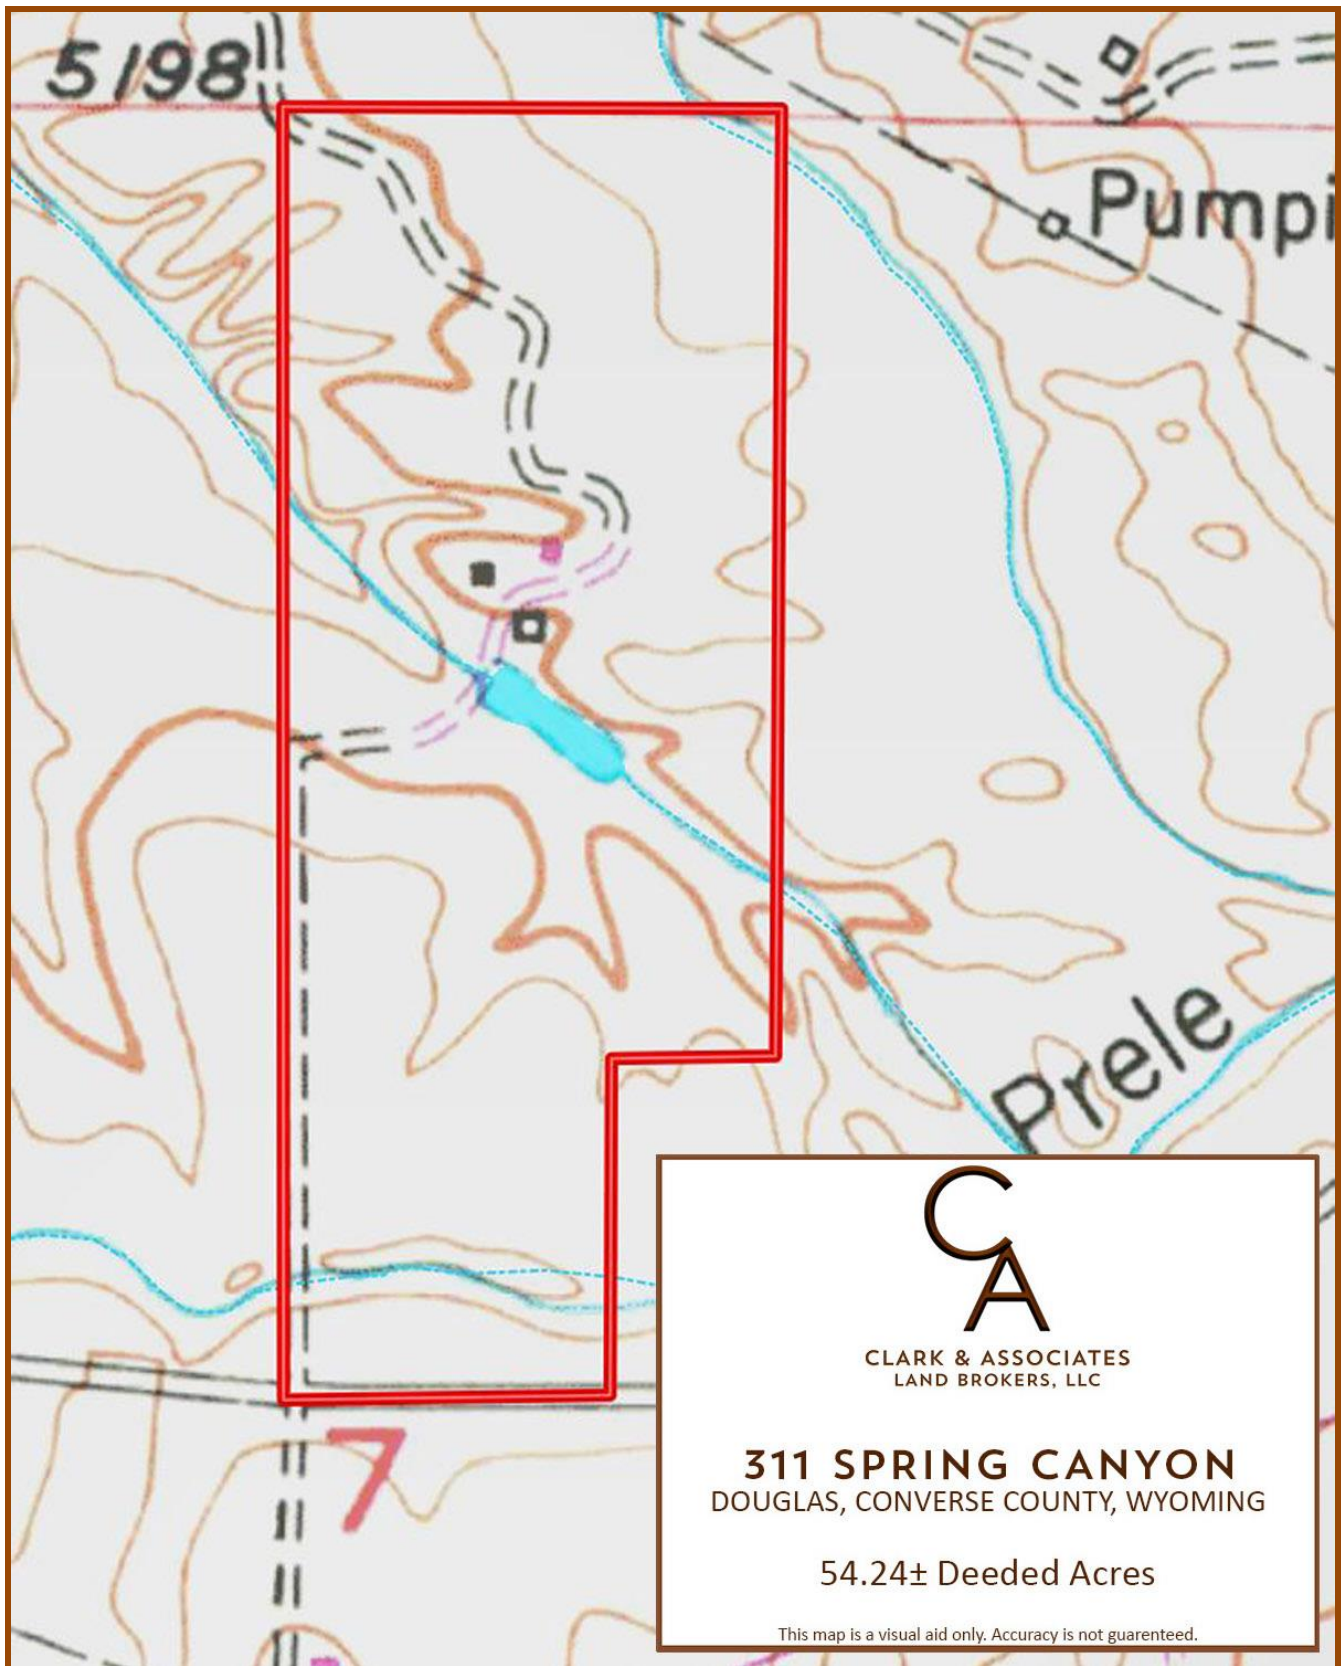 5198
Pumpi
Prele
7
CA
CLARK & ASSOCIATES
LAND BROKERS, LLC
311 SPRING CANYON
DOUGLAS, CONVERSE COUNTY, WYOMING
54.24± Deeded Acres
This map is a visual aid only. Accuracy is not guarenteed.